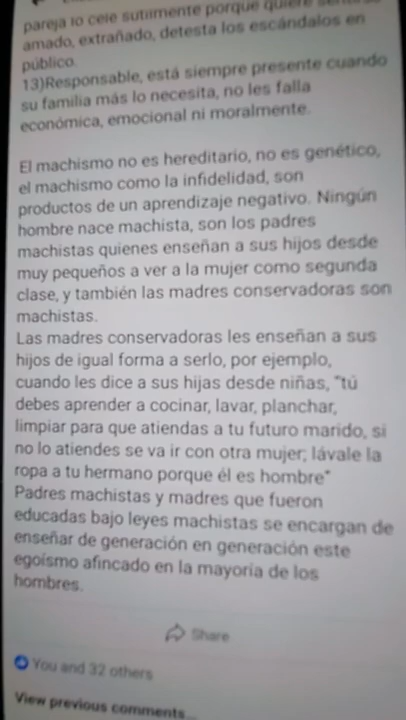 pareja lo cele sutilmente porque quiere
amado, extrañado, detesta los escándalos en
público.
13)Responsable, está siempre presente cuando
su familia más lo necesita, no les falla
económica, emocional ni moralmente.
El machismo no es hereditario, no es genético,
el machismo como la infidelidad, son
productos de un aprendizaje negativo. Ningún
hombre nace machista, son los padres
machistas quienes enseñan a sus hijos desde
muy pequeños a ver a la mujer como segunda
clase, y también las madres conservadoras son
machistas.
Las madres conservadoras les enseñan a sus
hijos de igual forma a serlo, por ejemplo,
cuando les dice a sus hijas desde niñas, "tú
debes aprender a cocinar, lavar, planchar,
limpiar para que atiendas a tu futuro marido, si
no lo atiendes se va ir con otra mujer; lávale la
ropa a tu hermano porque él es hombre"
Padres machistas y madres que fueron
educadas bajo leyes machistas se encargan de
enseñar de generación en generación este
egoísmo afincado en la mayoría de los
hombres.
Share
You and 32 others
View previous comments...